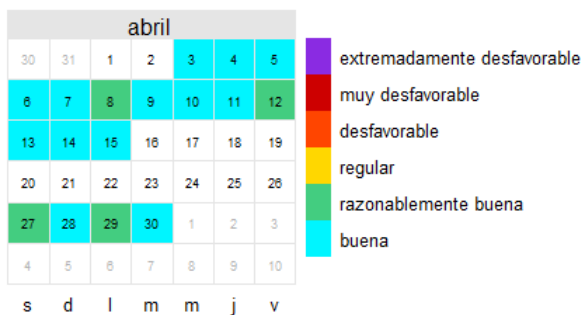 abril
30 31 1 2 3 4 5
6 7 8 9 10 11 12
13 14 15 16 17 18 19
20 21 22 23 24 25 26
27 28 29 30 1 2 3
4 5 6 7 8 9 10
s d l m m j v
extremadamente desfavorable
muy desfavorable
desfavorable
regular
razonablemente buena
buena